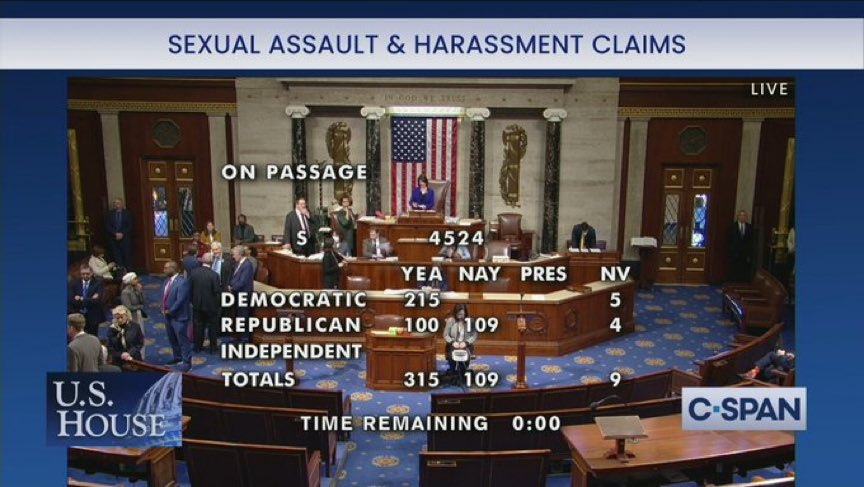 SEXUAL ASSAULT & HARASSMENT CLAIMS
LIVE
IN GOD WE TRUST
ON PASSAGE
S 4524
YEA NAY PRES NV
DEMOCRATIC 215 5
REPUBLICAN 100 109 4
INDEPENDENT
TOTALS 315 109 9
U.S. HOUSE
C-SPAN
TIME REMAINING 0:00